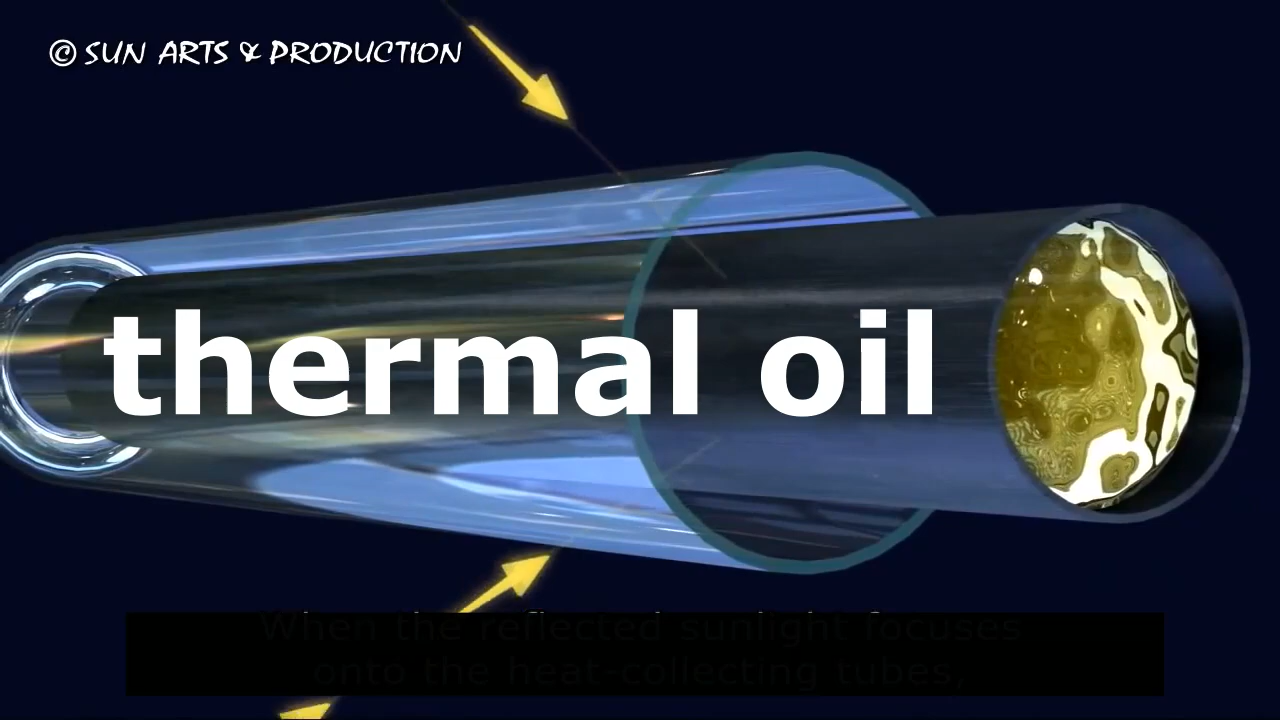 © SUN ARTS & PRODUCTION
thermal oil
When the reflected sunlight focuses
onto the heat-collecting tubes,